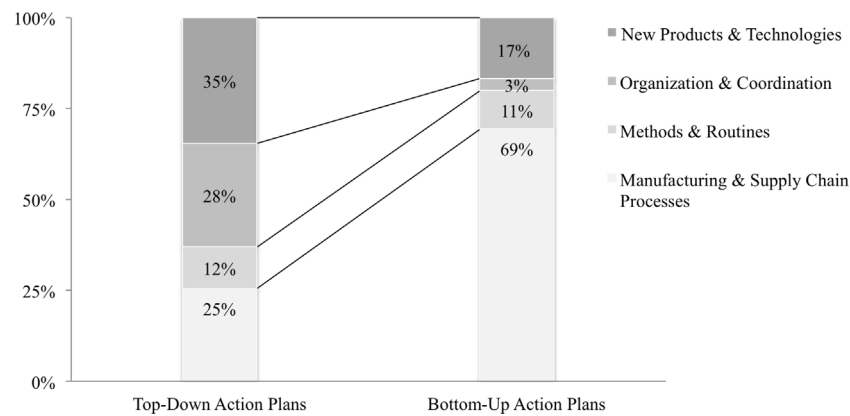 100%
75%
50%
25%
0%
35%
28%
12%
25%
17%
3%
11%
69%
Top-Down Action Plans
Bottom-Up Action Plans
New Products & Technologies
Organization & Coordination
Methods & Routines
Manufacturing & Supply Chain
Processes